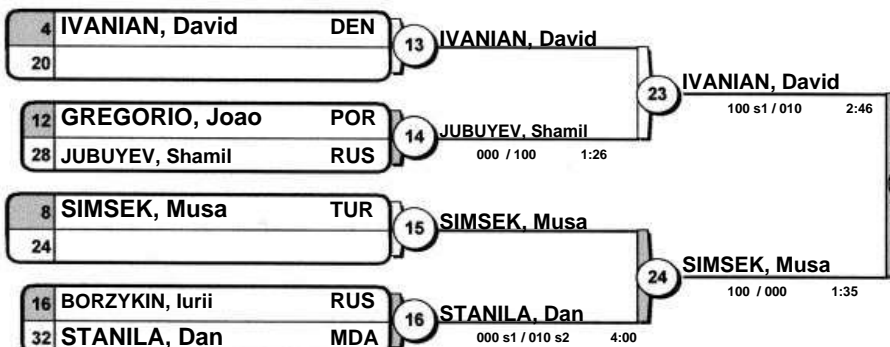 4 IVANIAN, David DEN
20
13
IVANIAN, David
12 GREGORIO, Joao POR
28 JUBUYEV, Shamil RUS
14
JUBUYEV, Shamil
000 / 100 1:26
23
IVANIAN, David
100 s1 / 010 2:46
8 SIMSEK, Musa TUR
24
15
SIMSEK, Musa
16 BORZYKIN, Iurii RUS
32 STANILA, Dan MDA
16
STANILA, Dan
000 s1 / 010 s2 4:00
24
SIMSEK, Musa
100 / 000 1:35